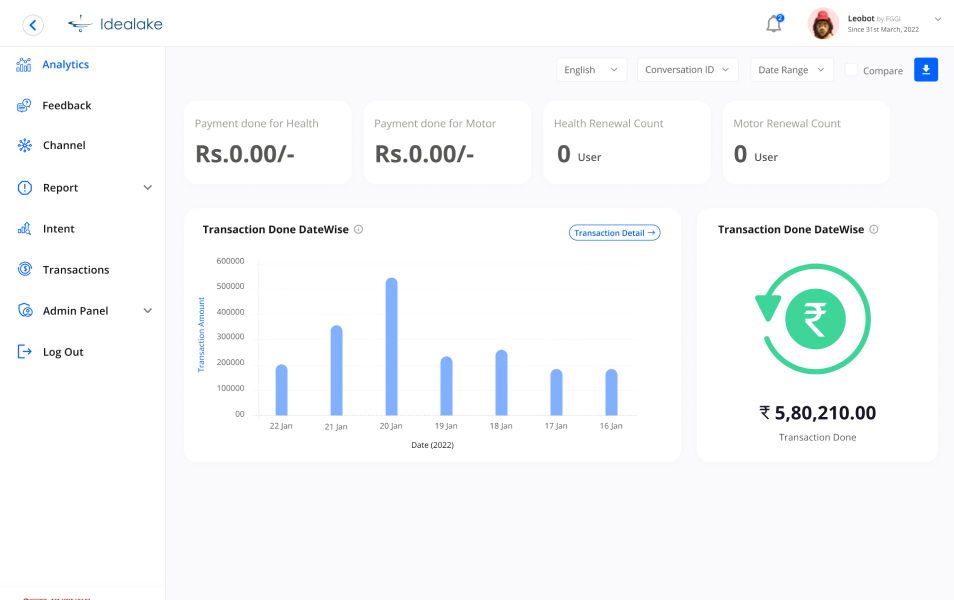 Idealake
2
Leobot by FGGI
Since 31st March, 2022
Analytics
Feedback
Channel
Report
Intent
Transactions
Admin Panel
Log Out
English
Conversation ID
Date Range
Compare
Payment done for Health
Rs.0.00/-
Payment done for Motor
Rs.0.00/-
Health Renewal Count
0 User
Motor Renewal Count
0 User
Transaction Done DateWise
Transaction Detail →
Transaction Amount
600000
500000
400000
300000
200000
100000
00
22 Jan
21 Jan
20 Jan
19 Jan
18 Jan
17 Jan
16 Jan
Date (2022)
Transaction Done DateWise
₹
₹ 5,80,210.00
Transaction Done